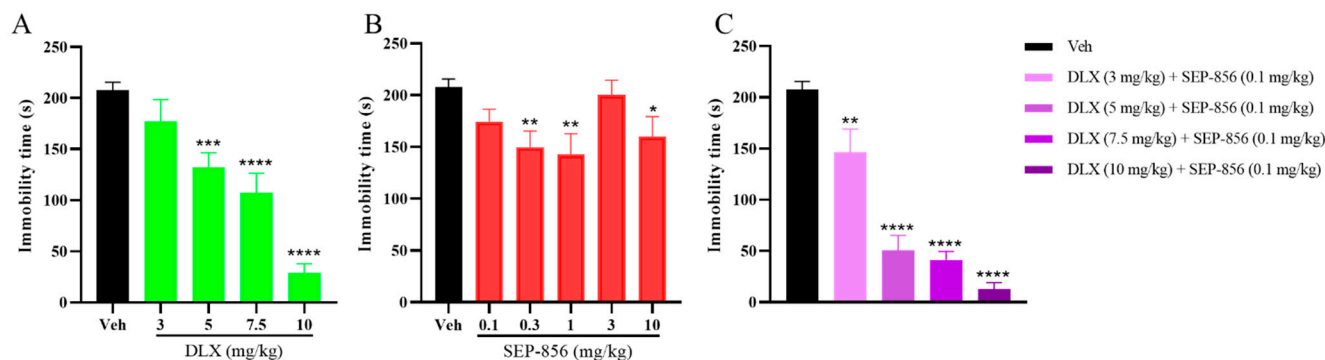 A
Immobility time (s)
250
200
150
100
50
0
***
****
****
Veh 3 5 7.5 10
DLX (mg/kg)
B
Immobility time (s)
250
200
150
100
50
0
**
**
*
Veh 0.1 0.3 1 3 10
SEP-856 (mg/kg)
C
Immobility time (s)
250
200
150
100
50
0
**
****
****
****
Veh
DLX (3 mg/kg) + SEP-856 (0.1 mg/kg)
DLX (5 mg/kg) + SEP-856 (0.1 mg/kg)
DLX (7.5 mg/kg) + SEP-856 (0.1 mg/kg)
DLX (10 mg/kg) + SEP-856 (0.1 mg/kg)